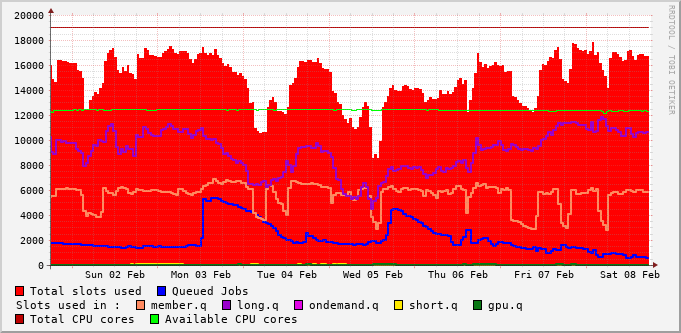 RRDTOOL / TOBI OETIKER
20000
18000
16000
14000
12000
10000
8000
6000
4000
2000
0
Sun 02 Feb Mon 03 Feb Tue 04 Feb Wed 05 Feb Thu 06 Feb Fri 07 Feb Sat 08 Feb
Total slots used Queued Jobs
Slots used in : member.q long.q ondemand.q short.q gpu.q
Total CPU cores Available CPU cores